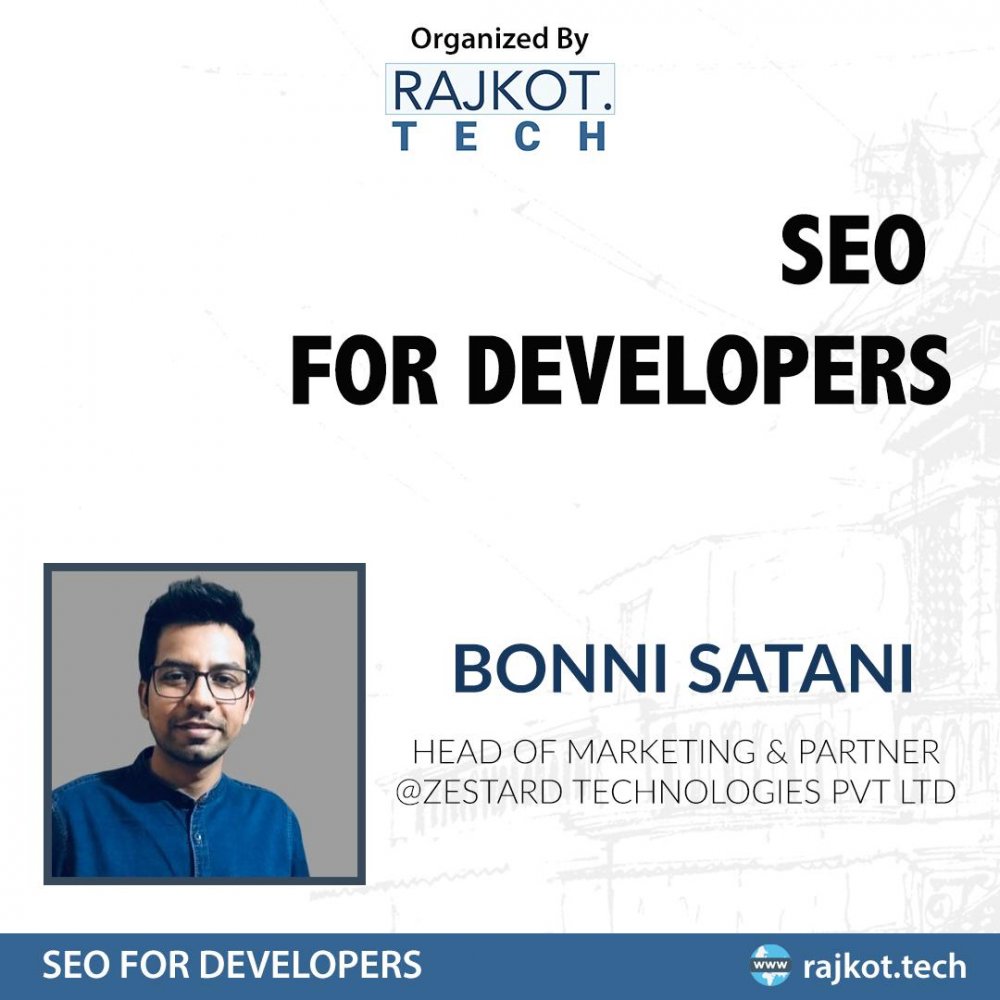 Organized By
RAJKOT.
TECH
SEO
FOR DEVELOPERS
BONNI SATANI
HEAD OF MARKETING & PARTNER
@ZESTARD TECHNOLOGIES PVT LTD
SEO FOR DEVELOPERS
www
rajkot.tech